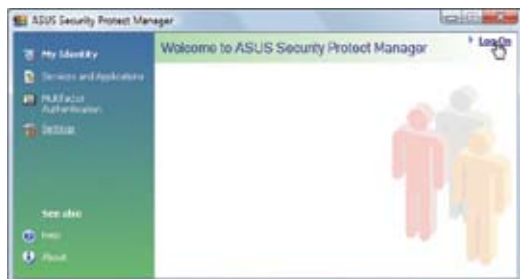 ASUS Security Protect Manager
Welcome to ASUS Security Protect Manager
Log On
My Identity
Services and Applications
Multifactor
Authentication
Settings
See also
Help
About